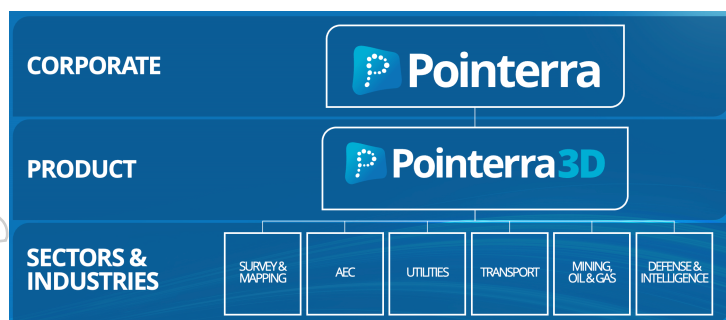 CORPORATE
Pointerra
PRODUCT
Pointerra3D
SECTORS &
INDUSTRIES
SURVEY &
MAPPING
AEC
UTILITIES
TRANSPORT
MINING,
OIL & GAS
DEFENSE &
INTELLIGENCE